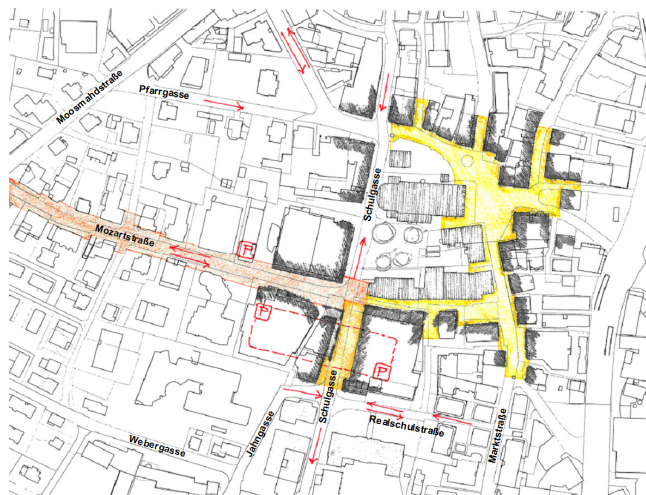 Moosmahdstraße
Pfarrgasse
Schulgasse
Mozartstraße
P
P
P
Schulgasse
Realschulstraße
Marktstraße
Jahngasse
Webergasse